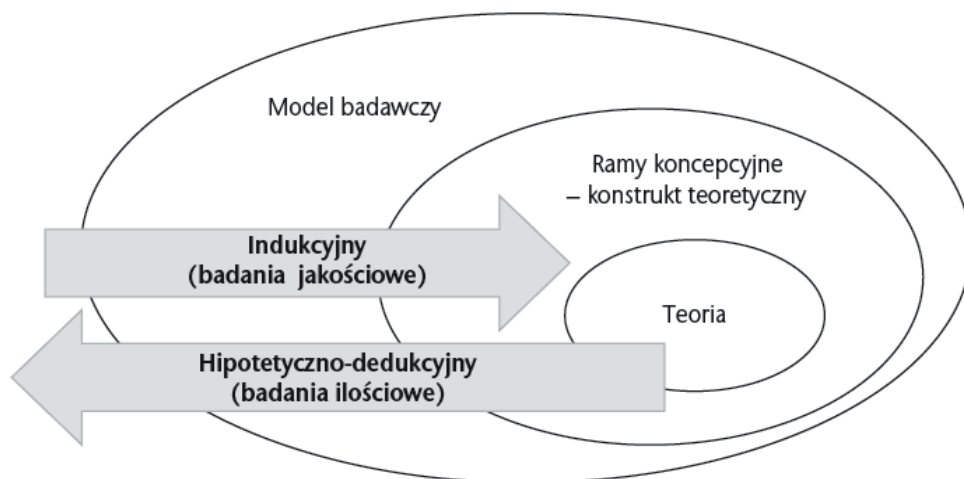 Model badawczy
Ramy koncepcyjne
– konstrukt teoretyczny
Indukcyjny
(badania jakościowe)
Teoria
Hipotetyczno-dedukcyjny
(badania ilościowe)